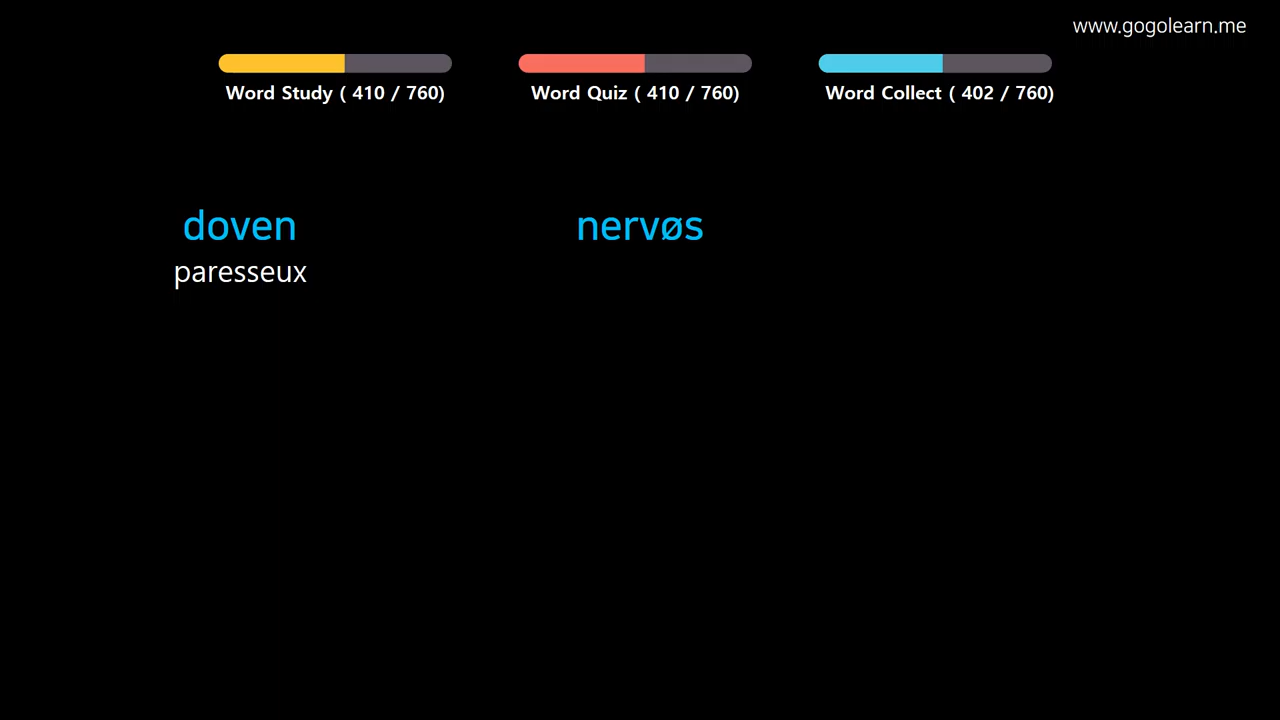 www.gogolearn.me
Word Study ( 410 / 760)
Word Quiz ( 410 / 760)
Word Collect ( 402 / 760)
doven
nervøs
paresseux